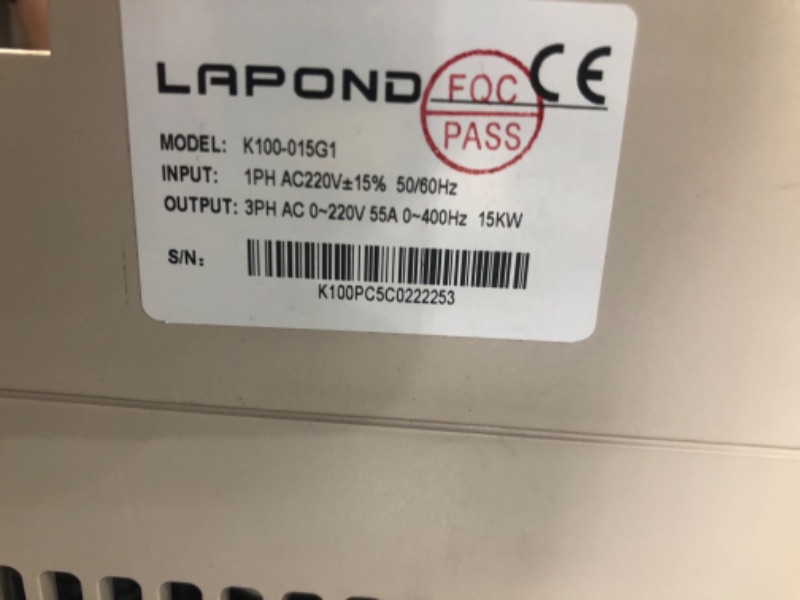 LAPOND
FQC
PASS
CE
MODEL: K100-015G1
INPUT: 1PH AC220V±15% 50/60Hz
OUTPUT: 3PH AC 0~220V 55A 0~400Hz 15KW
S/N:
K100PC5C0222253